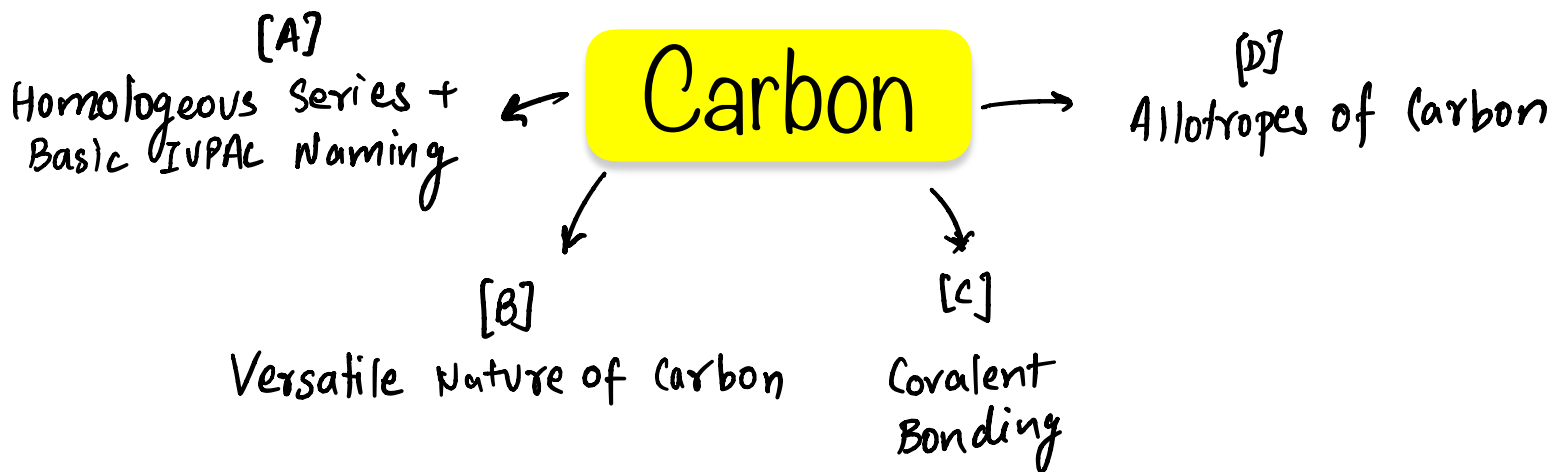 Carbon
[A]
Homologeous Series +
Basic IUPAC Naming
[B]
Versatile Nature of Carbon
[C]
Covalent
Bonding
[D]
Allotropes of Carbon